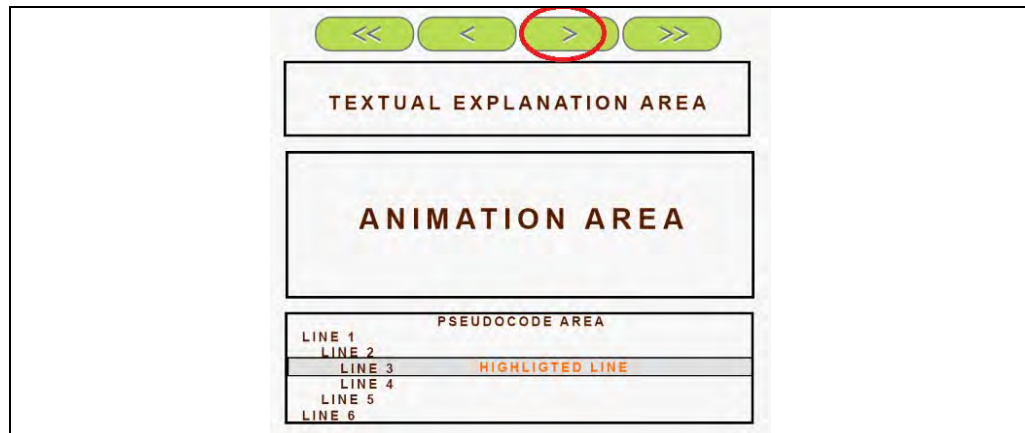 << < > >>
TEXTUAL EXPLANATION AREA
ANIMATION AREA
PSEUDOCODE AREA
LINE 1
LINE 2
LINE 3 HIGHLIGTED LINE
LINE 4
LINE 5
LINE 6